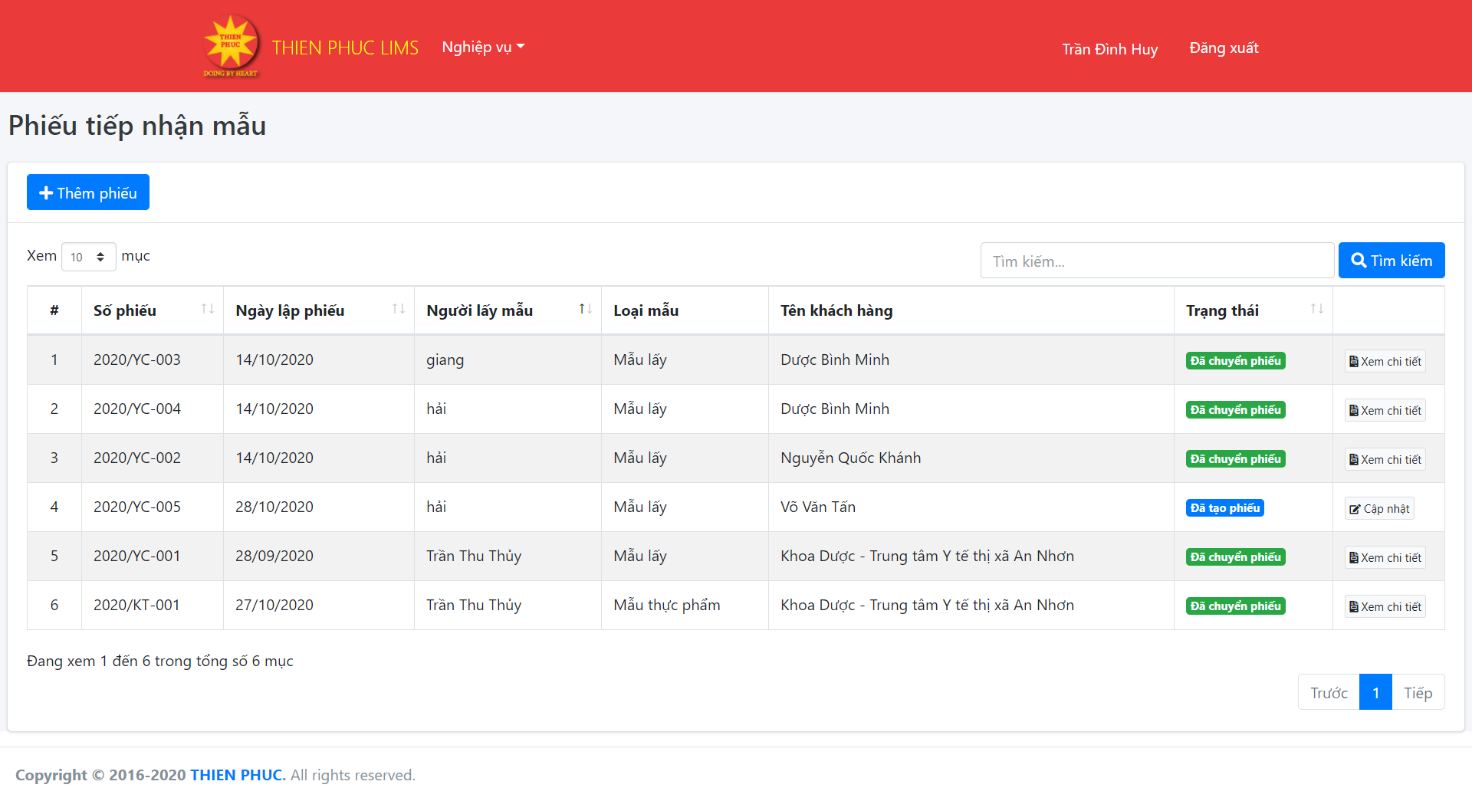 THIEN PHUC
DOING BY HEART
THIEN PHUC LIMS Nghiệp vụ Trần Đình Huy Đăng xuất
Phiếu tiếp nhận mẫu
Thêm phiếu
Xem 10 mục Tìm kiếm... Tìm kiếm
# Số phiếu Ngày lập phiếu Người lấy mẫu Loại mẫu Tên khách hàng Trạng thái
1 2020/YC-003 14/10/2020 giang Mẫu lấy Dược Bình Minh Đã chuyển phiếu Xem chi tiết
2 2020/YC-004 14/10/2020 hải Mẫu lấy Dược Bình Minh Đã chuyển phiếu Xem chi tiết
3 2020/YC-002 14/10/2020 hải Mẫu lấy Nguyễn Quốc Khánh Đã chuyển phiếu Xem chi tiết
4 2020/YC-005 28/10/2020 hải Mẫu lấy Võ Văn Tấn Đã tạo phiếu Cập nhật
5 2020/YC-001 28/09/2020 Trần Thu Thủy Mẫu lấy Khoa Dược - Trung tâm Y tế thị xã An Nhơn Đã chuyển phiếu Xem chi tiết
6 2020/KT-001 27/10/2020 Trần Thu Thủy Mẫu thực phẩm Khoa Dược - Trung tâm Y tế thị xã An Nhơn Đã chuyển phiếu Xem chi tiết
Đang xem 1 đến 6 trong tổng số 6 mục
Trước 1 Tiếp
Copyright © 2016-2020 THIEN PHUC. All rights reserved.